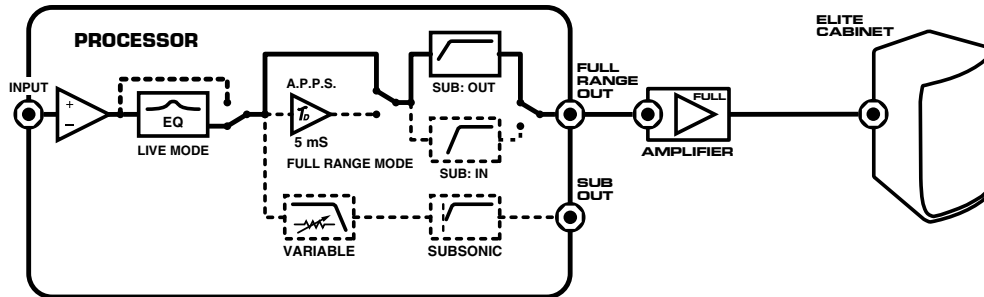 PROCESSOR
INPUT
+
−
EQ
LIVE MODE
A.P.P.S.
TD
5 mS
FULL RANGE MODE
SUB: OUT
SUB: IN
VARIABLE
SUBSONIC
FULL
RANGE
OUT
SUB
OUT
FULL
AMPLIFIER
ELITE
CABINET